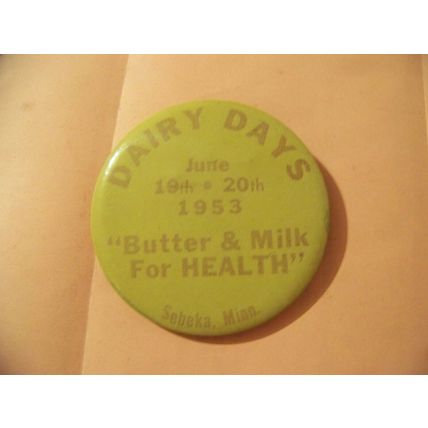 DAIRY DAYS
June
19th • 20th
1953
"Butter & Milk
For HEALTH"
Sebeka, Minn.